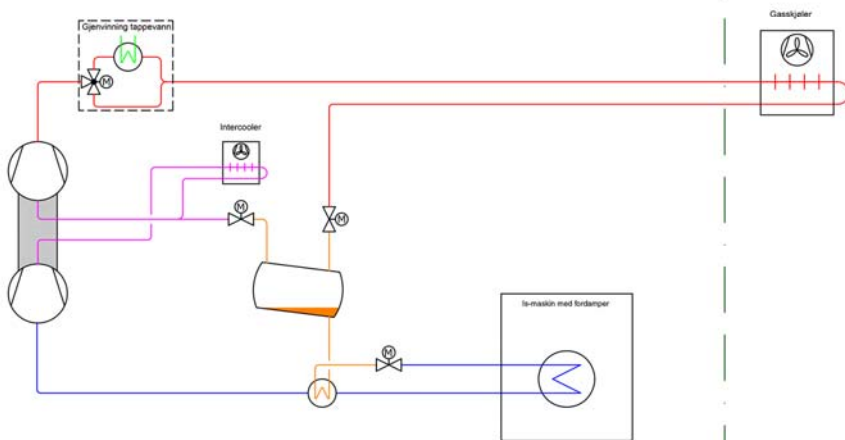 Gjenvinning tappevann
Gasskjøler
M
Intercooler
M
M
Is-maskin med fordamper
M